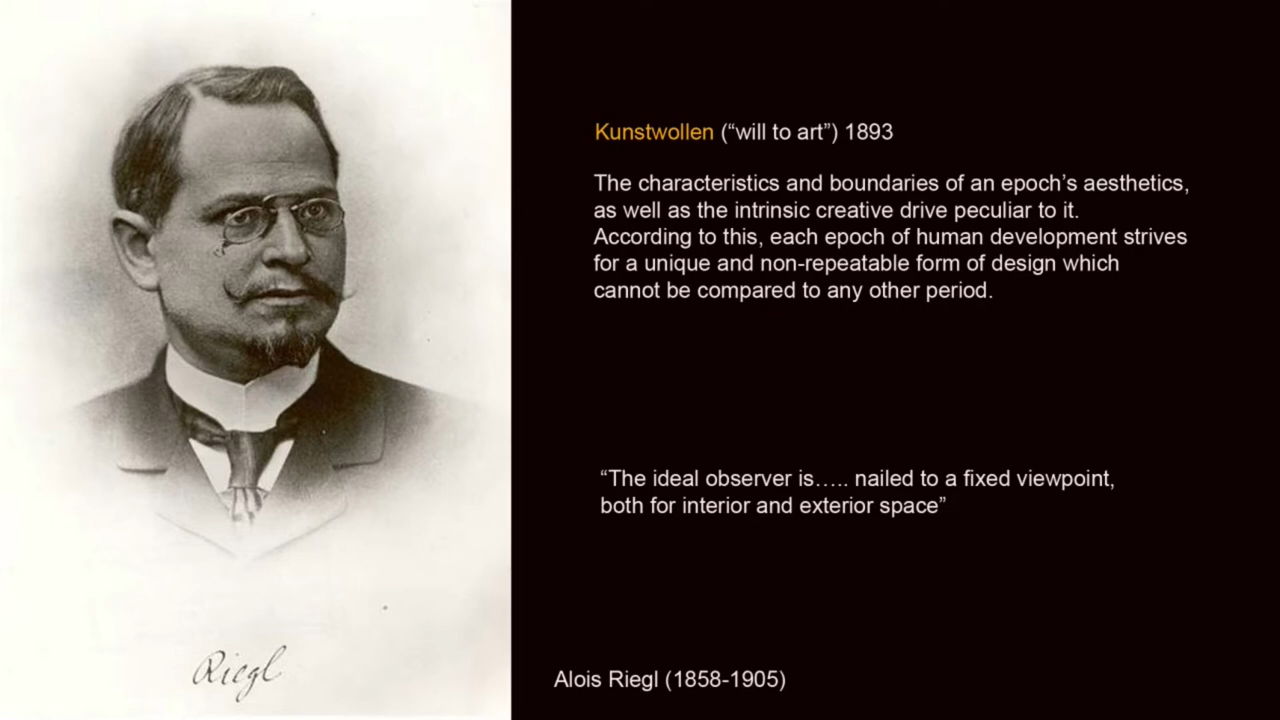 Kunstwollen (“will to art”) 1893
The characteristics and boundaries of an epoch’s aesthetics,
as well as the intrinsic creative drive peculiar to it.
According to this, each epoch of human development strives
for a unique and non-repeatable form of design which
cannot be compared to any other period.
“The ideal observer is….. nailed to a fixed viewpoint,
both for interior and exterior space”
Riegl
Alois Riegl (1858-1905)